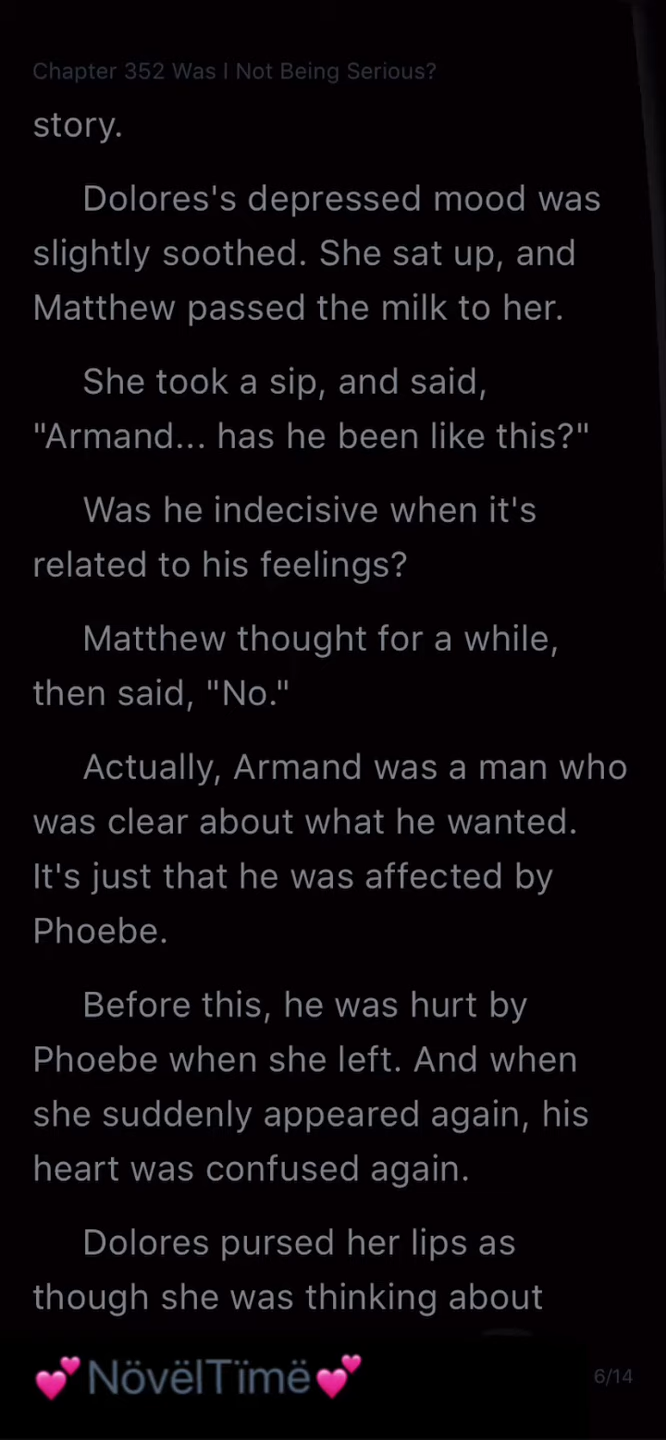 Chapter 352 Was I Not Being Serious?
story.
Dolores's depressed mood was
slightly soothed. She sat up, and
Matthew passed the milk to her.
She took a sip, and said,
"Armand... has he been like this?"
Was he indecisive when it's
related to his feelings?
Matthew thought for a while,
then said, "No."
Actually, Armand was a man who
was clear about what he wanted.
It's just that he was affected by
Phoebe.
Before this, he was hurt by
Phoebe when she left. And when
she suddenly appeared again, his
heart was confused again.
Dolores pursed her lips as
though she was thinking about
💕NövëlTïmë💕
6/14